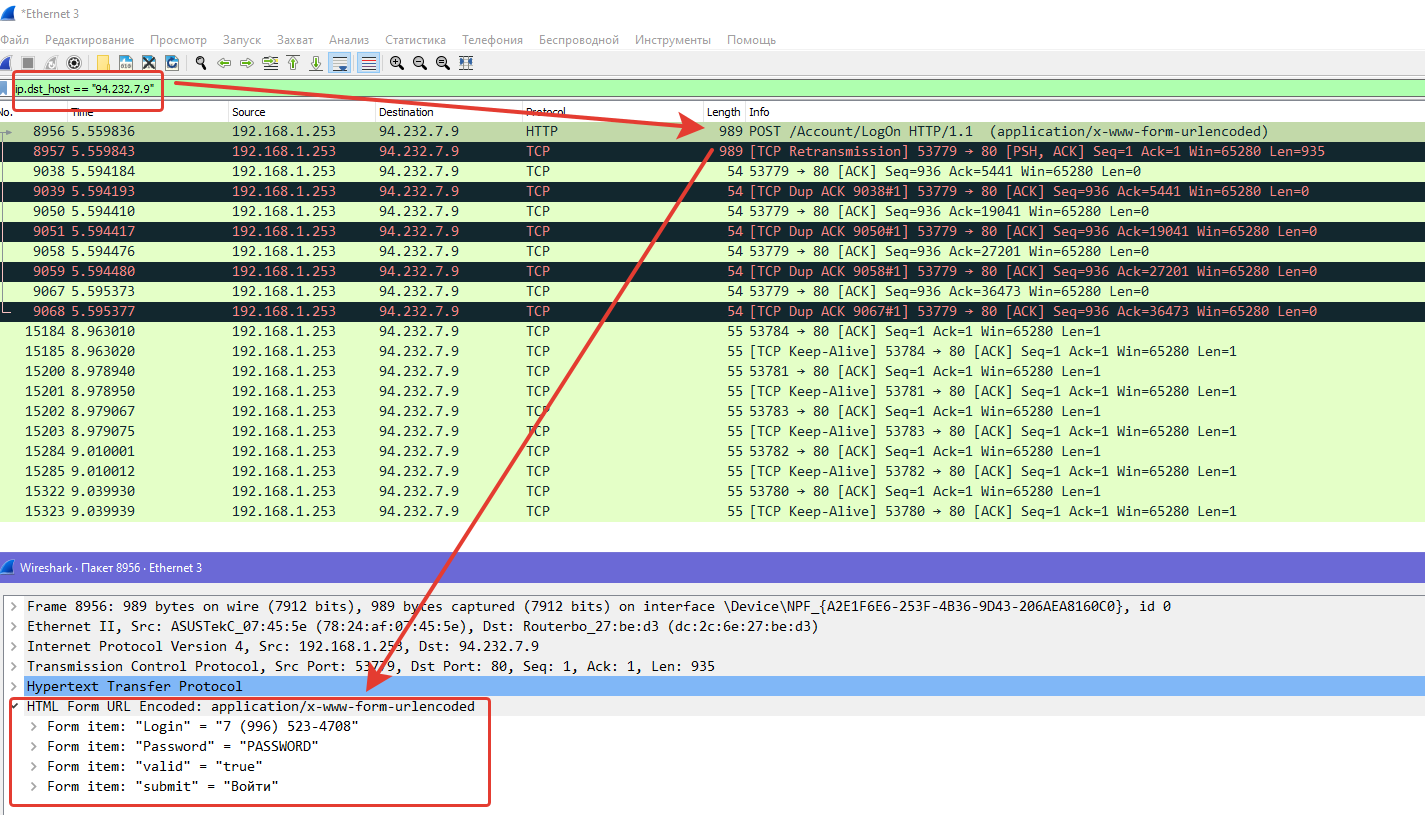 *Ethernet 3
Файл Редактирование Просмотр Запуск Захват Анализ Статистика Телефония Беспроводной Инструменты Помощь
ip.dst_host == "94.232.7.9"
No. Time Source Destination Protocol Length Info
8956 5.559836 192.168.1.253 94.232.7.9 HTTP 989 POST /Account/LogOn HTTP/1.1 (application/x-www-form-urlencoded)
8957 5.559843 192.168.1.253 94.232.7.9 TCP 989 [TCP Retransmission] 53779 → 80 [PSH, ACK] Seq=1 Ack=1 Win=65280 Len=935
9038 5.594184 192.168.1.253 94.232.7.9 TCP 54 53779 → 80 [ACK] Seq=936 Ack=5441 Win=65280 Len=0
9039 5.594193 192.168.1.253 94.232.7.9 TCP 54 [TCP Dup ACK 9038#1] 53779 → 80 [ACK] Seq=936 Ack=5441 Win=65280 Len=0
9050 5.594410 192.168.1.253 94.232.7.9 TCP 54 53779 → 80 [ACK] Seq=936 Ack=19041 Win=65280 Len=0
9051 5.594417 192.168.1.253 94.232.7.9 TCP 54 [TCP Dup ACK 9050#1] 53779 → 80 [ACK] Seq=936 Ack=19041 Win=65280 Len=0
9058 5.594476 192.168.1.253 94.232.7.9 TCP 54 53779 → 80 [ACK] Seq=936 Ack=27201 Win=65280 Len=0
9059 5.594480 192.168.1.253 94.232.7.9 TCP 54 [TCP Dup ACK 9058#1] 53779 → 80 [ACK] Seq=936 Ack=27201 Win=65280 Len=0
9067 5.595373 192.168.1.253 94.232.7.9 TCP 54 53779 → 80 [ACK] Seq=936 Ack=36473 Win=65280 Len=0
9068 5.595377 192.168.1.253 94.232.7.9 TCP 54 [TCP Dup ACK 9067#1] 53779 → 80 [ACK] Seq=936 Ack=36473 Win=65280 Len=0
15184 8.963010 192.168.1.253 94.232.7.9 TCP 55 53784 → 80 [ACK] Seq=1 Ack=1 Win=65280 Len=1
15185 8.963020 192.168.1.253 94.232.7.9 TCP 55 [TCP Keep-Alive] 53784 → 80 [ACK] Seq=1 Ack=1 Win=65280 Len=1
15200 8.978940 192.168.1.253 94.232.7.9 TCP 55 53781 → 80 [ACK] Seq=1 Ack=1 Win=65280 Len=1
15201 8.978950 192.168.1.253 94.232.7.9 TCP 55 [TCP Keep-Alive] 53781 → 80 [ACK] Seq=1 Ack=1 Win=65280 Len=1
15202 8.979067 192.168.1.253 94.232.7.9 TCP 55 53783 → 80 [ACK] Seq=1 Ack=1 Win=65280 Len=1
15203 8.979075 192.168.1.253 94.232.7.9 TCP 55 [TCP Keep-Alive] 53783 → 80 [ACK] Seq=1 Ack=1 Win=65280 Len=1
15284 9.010001 192.168.1.253 94.232.7.9 TCP 55 53782 → 80 [ACK] Seq=1 Ack=1 Win=65280 Len=1
15285 9.010012 192.168.1.253 94.232.7.9 TCP 55 [TCP Keep-Alive] 53782 → 80 [ACK] Seq=1 Ack=1 Win=65280 Len=1
15322 9.039930 192.168.1.253 94.232.7.9 TCP 55 53780 → 80 [ACK] Seq=1 Ack=1 Win=65280 Len=1
15323 9.039939 192.168.1.253 94.232.7.9 TCP 55 [TCP Keep-Alive] 53780 → 80 [ACK] Seq=1 Ack=1 Win=65280 Len=1
Wireshark · Пакет 8956 · Ethernet 3
Frame 8956: 989 bytes on wire (7912 bits), 989 bytes captured (7912 bits) on interface \Device\NPF_{A2E1F6E6-253F-4B36-9D43-206AEA8160C0}, id 0
Ethernet II, Src: ASUSTekC_07:45:5e (78:24:af:07:45:5e), Dst: Routerbo_27:be:d3 (dc:2c:6e:27:be:d3)
Internet Protocol Version 4, Src: 192.168.1.253, Dst: 94.232.7.9
Transmission Control Protocol, Src Port: 53779, Dst Port: 80, Seq: 1, Ack: 1, Len: 935
Hypertext Transfer Protocol
HTML Form URL Encoded: application/x-www-form-urlencoded
Form item: "Login" = "7 (996) 523-4708"
Form item: "Password" = "PASSWORD"
Form item: "valid" = "true"
Form item: "submit" = "Войти"